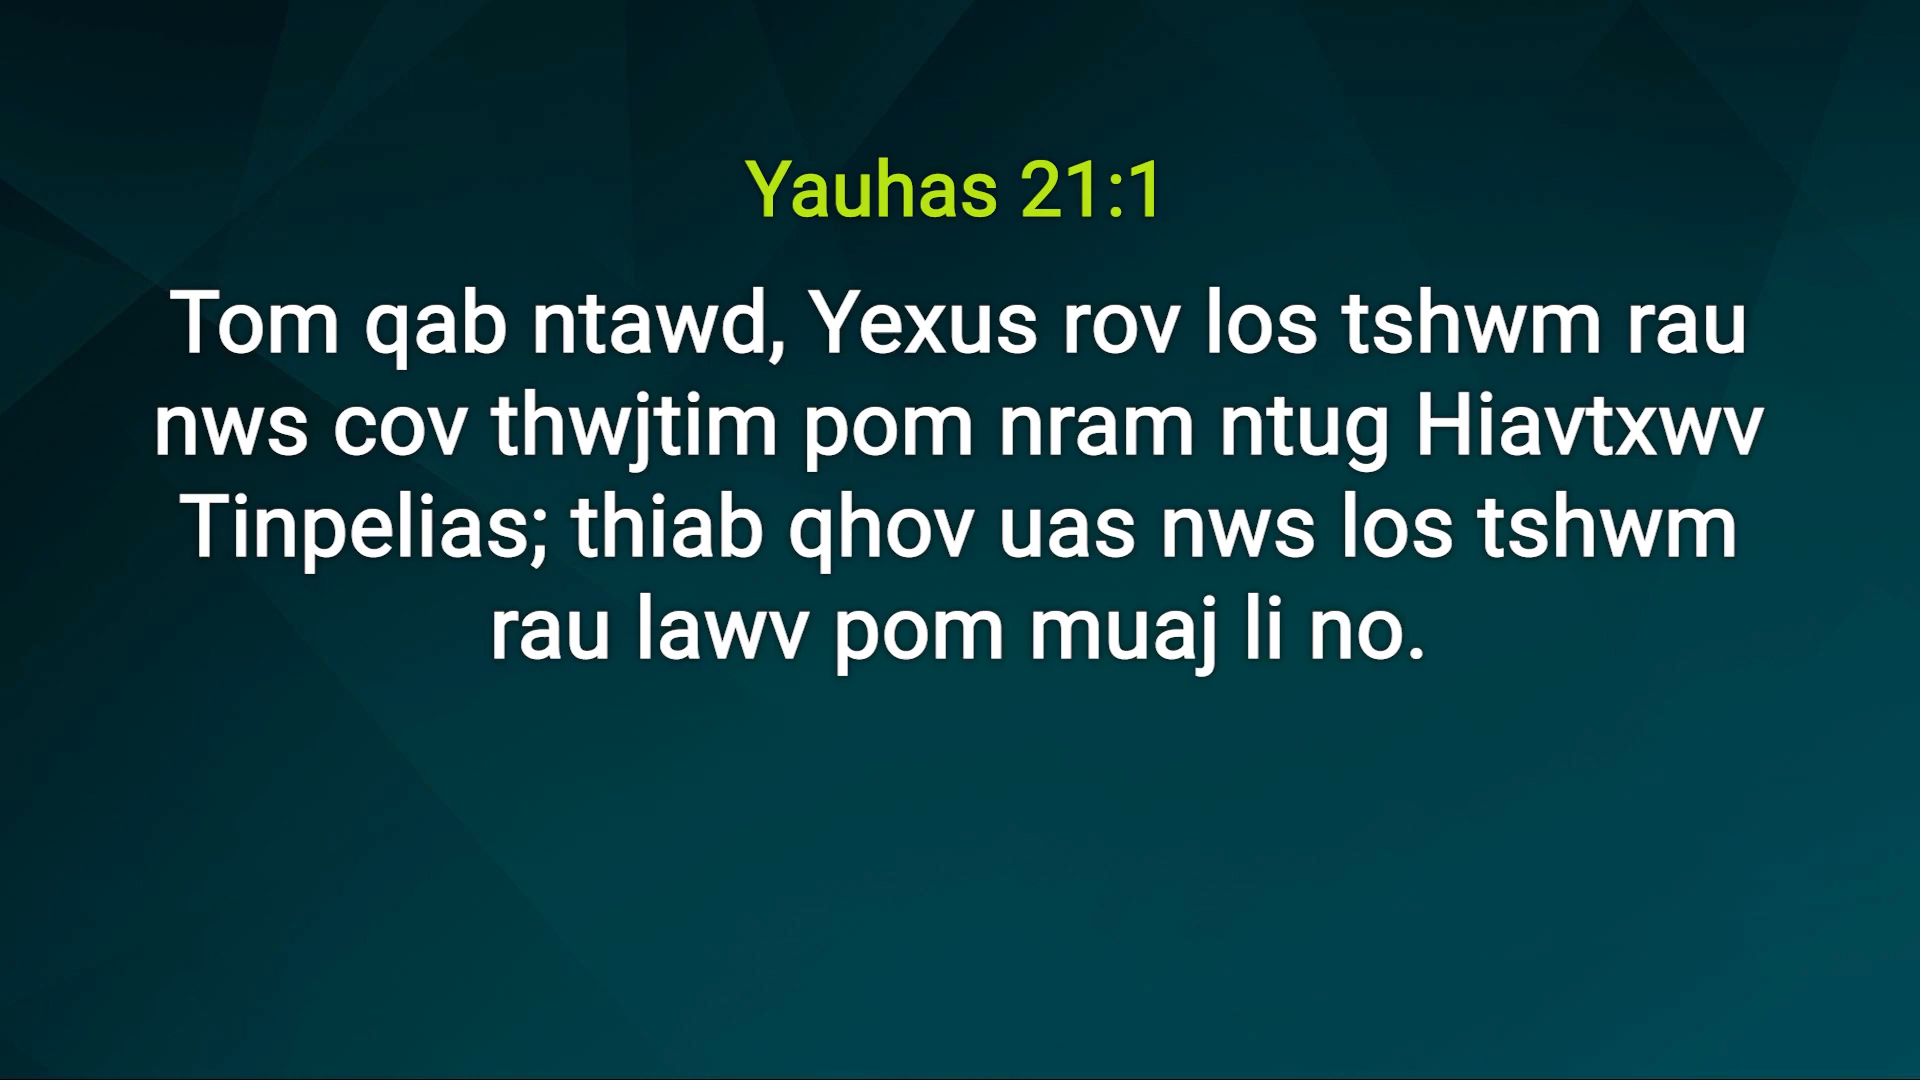 Yauhas 21:1
Tom qab ntawd, Yexus rov los tshwm rau
nws cov thwjtim pom nram ntug Hiavtxwv
Tinpelias; thiab qhov uas nws los tshwm
rau lawv pom muaj li no.